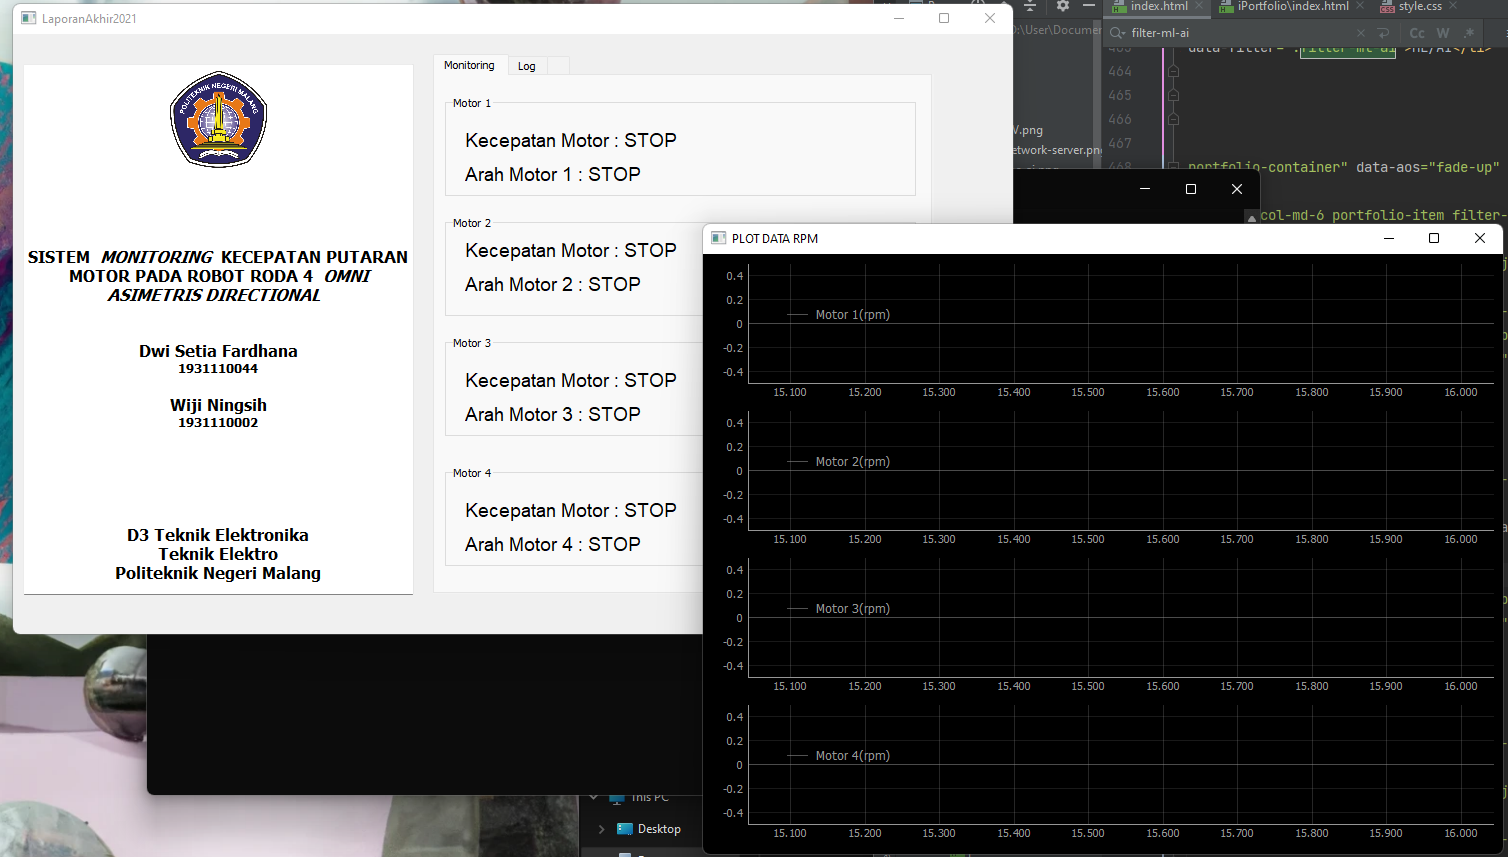 LaporanAkhir2021
POLITEKNIK NEGERI MALANG
SISTEM MONITORING KECEPATAN PUTARAN
MOTOR PADA ROBOT RODA 4 OMNI
ASIMETRIS DIRECTIONAL
Dwi Setia Fardhana
1931110044
Wiji Ningsih
1931110002
D3 Teknik Elektronika
Teknik Elektro
Politeknik Negeri Malang
Monitoring
Log
Motor 1
Kecepatan Motor : STOP
Arah Motor 1 : STOP
Motor 2
Kecepatan Motor : STOP
Arah Motor 2 : STOP
Motor 3
Kecepatan Motor : STOP
Arah Motor 3 : STOP
Motor 4
Kecepatan Motor : STOP
Arah Motor 4 : STOP
PLOT DATA RPM
0.4
0.2
0
-0.2
-0.4
Motor 1(rpm)
15.100 15.200 15.300 15.400 15.500 15.600 15.700 15.800 15.900 16.000
0.4
0.2
0
-0.2
-0.4
Motor 2(rpm)
15.100 15.200 15.300 15.400 15.500 15.600 15.700 15.800 15.900 16.000
0.4
0.2
0
-0.2
-0.4
Motor 3(rpm)
15.100 15.200 15.300 15.400 15.500 15.600 15.700 15.800 15.900 16.000
0.4
0.2
0
-0.2
-0.4
Motor 4(rpm)
15.100 15.200 15.300 15.400 15.500 15.600 15.700 15.800 15.900 16.000
index.html iPortfolio\index.html style.css
D:\User\Documen
filter-ml-ai Cc W .*
data-filter=".filter-ml-ai">ML/AI</li>
464
465
466
467
468
.png
etwork-server.pn
portfolio-container" data-aos="fade-up"
col-md-6 portfolio-item filter-
This PC
Desktop